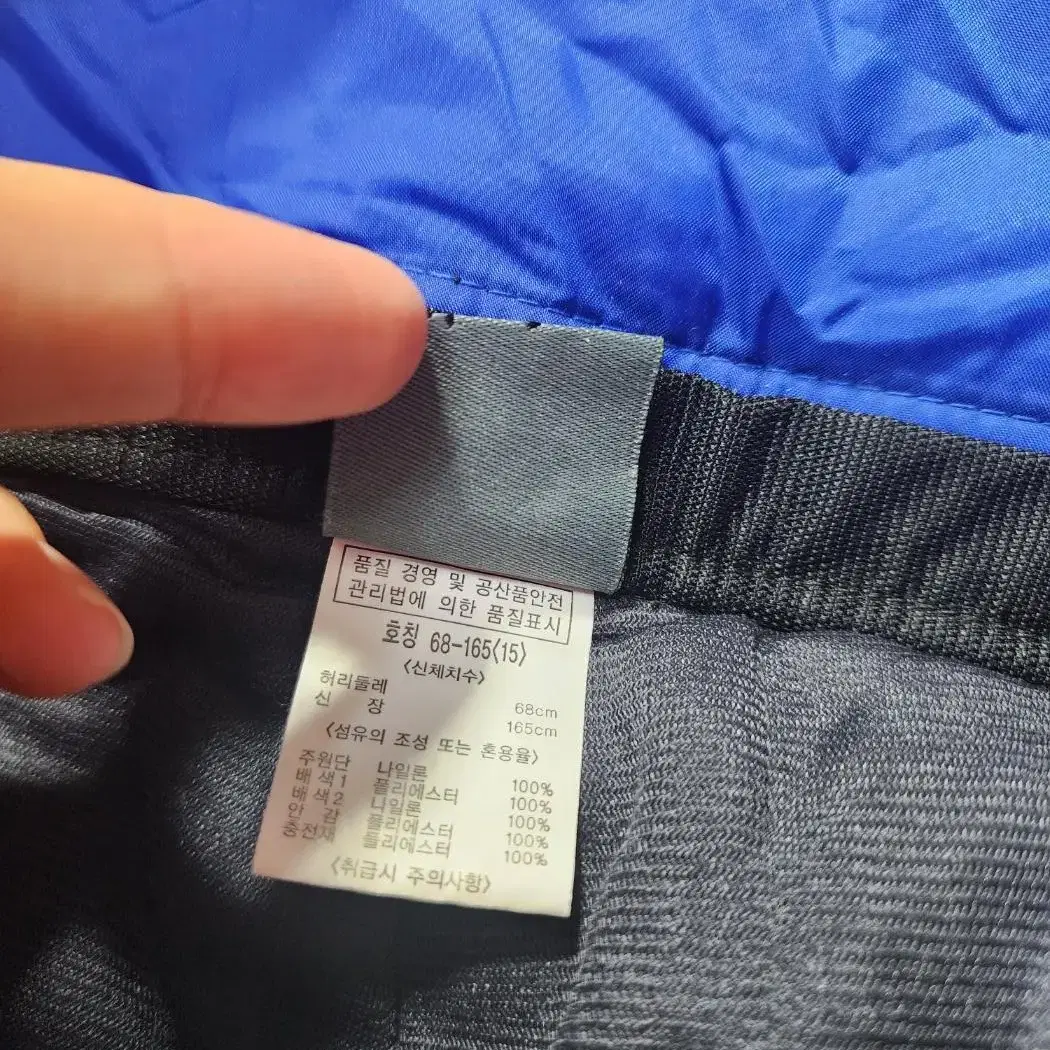 품질 경영 및 공산품안전
관리법에 의한 품질표시
호칭 68-165(15)
<신체치수>
허리둘레 68cm
신 장 165cm
<섬유의 조성 또는 혼용율>
주원단 나일론 100%
배색1 폴리에스터 100%
배색2 나일론 100%
안 감 폴리에스터 100%
충전재 폴리에스터 100%
<취급시 주의사항>